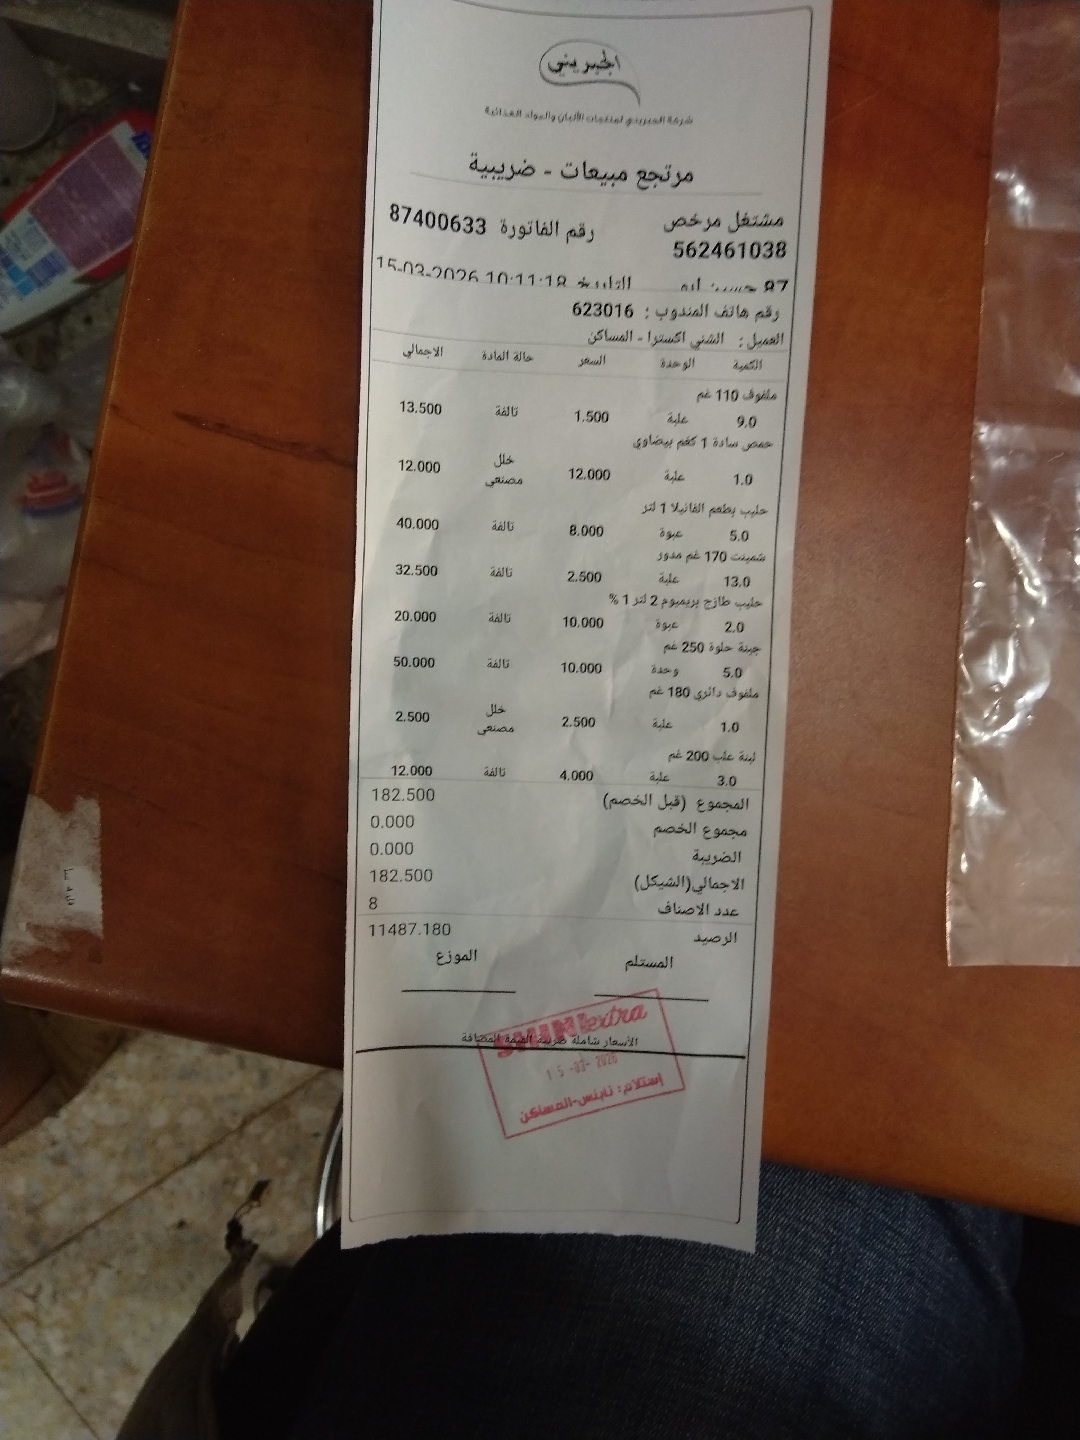 الجبريني
شركة الجبريني لمنتجات الألبان والمواد الغذائية
مرتجع مبيعات - ضريبية
مشتغل مرخص رقم الفاتورة 87400633
562461038
87 التاريخ 15-03-2026 10:11:18
رقم هاتف المندوب : 623016
العميل : الشني اكسترا - المساكن
الكمية الوحدة السعر حالة المادة الاجمالي
ملفوف 110 غم
9.0 علبة 1.500 تالفة 13.500
حمص سادة 1 كغم بيضاوي
1.0 علبة 12.000 خلل مصنعي 12.000
حليب بطعم الفانيلا 1 لتر
5.0 عبوة 8.000 تالفة 40.000
شمينت 170 غم مدور
13.0 علبة 2.500 تالفة 32.500
حليب طازج بريميوم 2 لتر 1 %
2.0 عبوة 10.000 تالفة 20.000
جبنة حلوة 250 غم
5.0 وحدة 10.000 تالفة 50.000
ملفوف دائري 180 غم
1.0 علبة 2.500 خلل مصنعي 2.500
لبنة علب 200 غم
3.0 علبة 4.000 تالفة 12.000
المجموع (قبل الخصم) 182.500
مجموع الخصم 0.000
الضريبة 0.000
الاجمالي(الشيكل) 182.500
عدد الاصناف 8
الرصيد 11487.180
المستلم الموزع
SHINI extra
الأسعار شاملة ضريبة القيمة المضافة
15-03-2026
إستلام: نابلس-المساكن